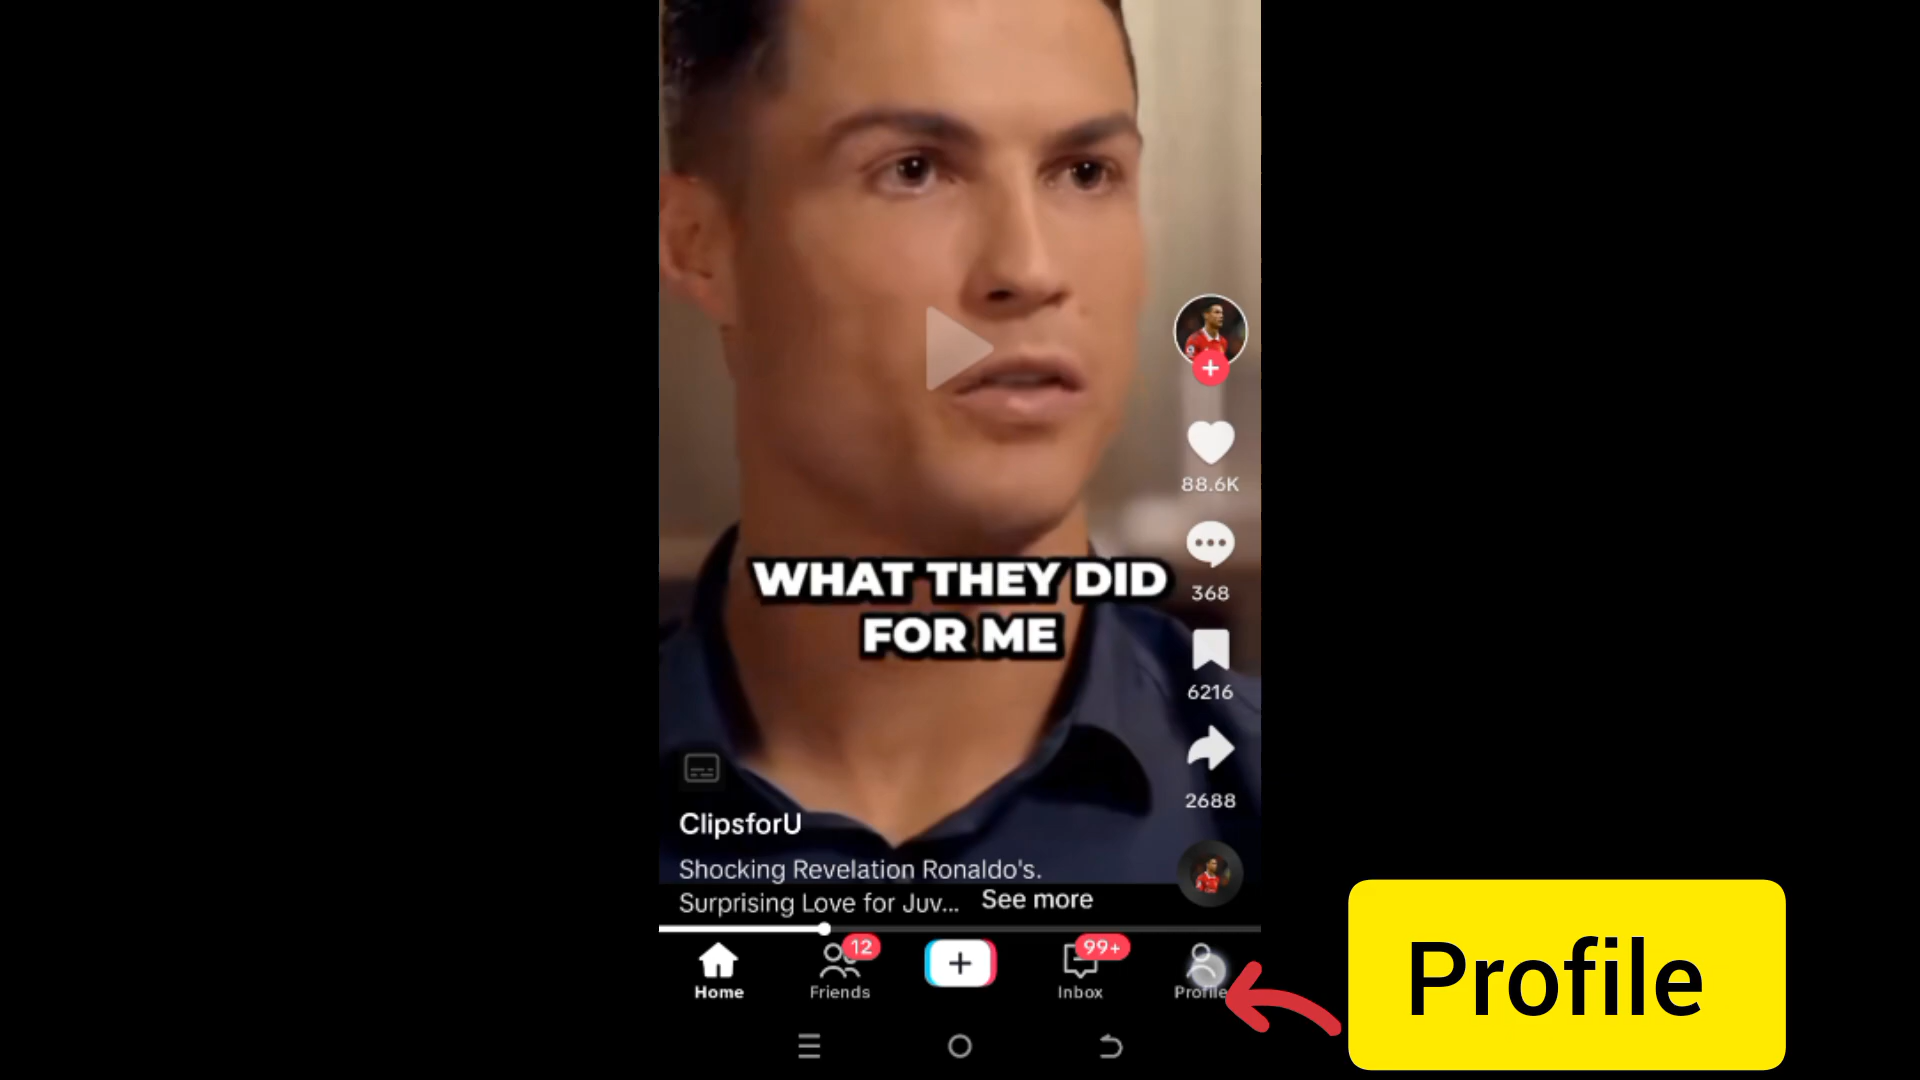 88.6K
368
WHAT THEY DID
FOR ME
6216
2688
ClipsforU
Shocking Revelation Ronaldo's.
Surprising Love for Juv... See more
12
99+
Home
Friends
Inbox
Profile
Profile